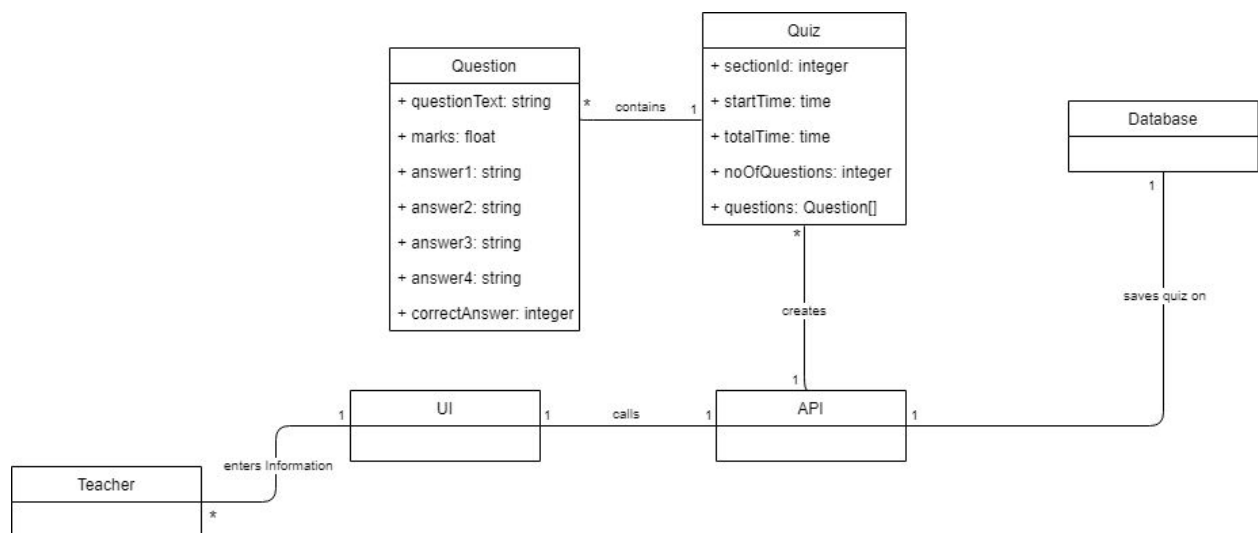 Quiz
+ sectionId: integer
+ startTime: time
+ totalTime: time
+ noOfQuestions: integer
+ questions: Question[]
Question
+ questionText: string
+ marks: float
+ answer1: string
+ answer2: string
+ answer3: string
+ answer4: string
+ correctAnswer: integer
* contains 1
Database
1
saves quiz on
*
creates
1
UI
API
1
1 calls 1
1
enters Information
Teacher
*